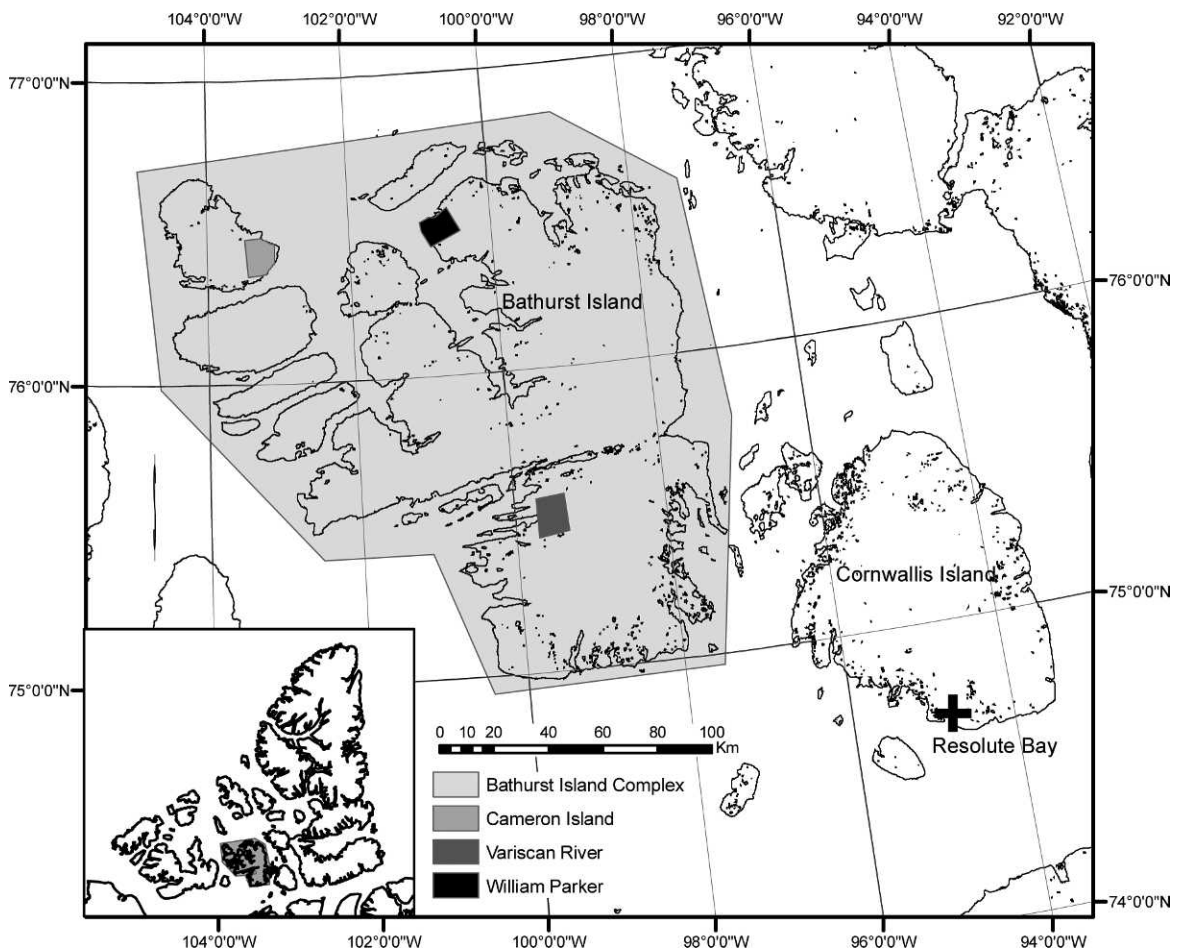 104°0'0"W 102°0'0"W 100°0'0"W 98°0'0"W 96°0'0"W 94°0'0"W 92°0'0"W
77°0'0"N
76°0'0"N
Bathurst Island
76°0'0"N
Cornwallis Island
75°0'0"N
75°0'0"N
Resolute Bay
0 10 20 40 60 80 100
Km
Bathurst Island Complex
Cameron Island
Variscan River
William Parker
74°0'0"N
104°0'0"W 102°0'0"W 100°0'0"W 98°0'0"W 96°0'0"W 94°0'0"W